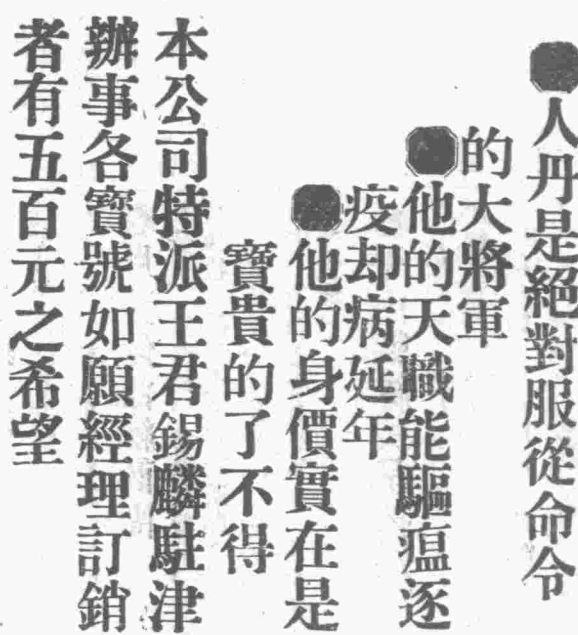 ●人丹是絕對服從命令
的大將軍
●他的天職能驅瘟逐
疫却病延年
●他的身價實在是
寶貴的了不得
本公司特派王君錫麟駐津
辦事各寶號如願經理訂銷
者有五百元之希望